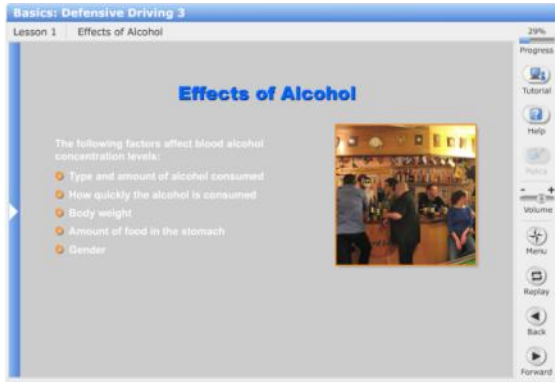 Basics: Defensive Driving 3
Lesson 1 Effects of Alcohol
29%
Progress
Effects of Alcohol
The following factors affect blood alcohol
concentration levels:
Type and amount of alcohol consumed
How quickly the alcohol is consumed
Body weight
Amount of food in the stomach
Gender
Tutorial
Help
- +
Volume
Menu
Replay
Back
Forward